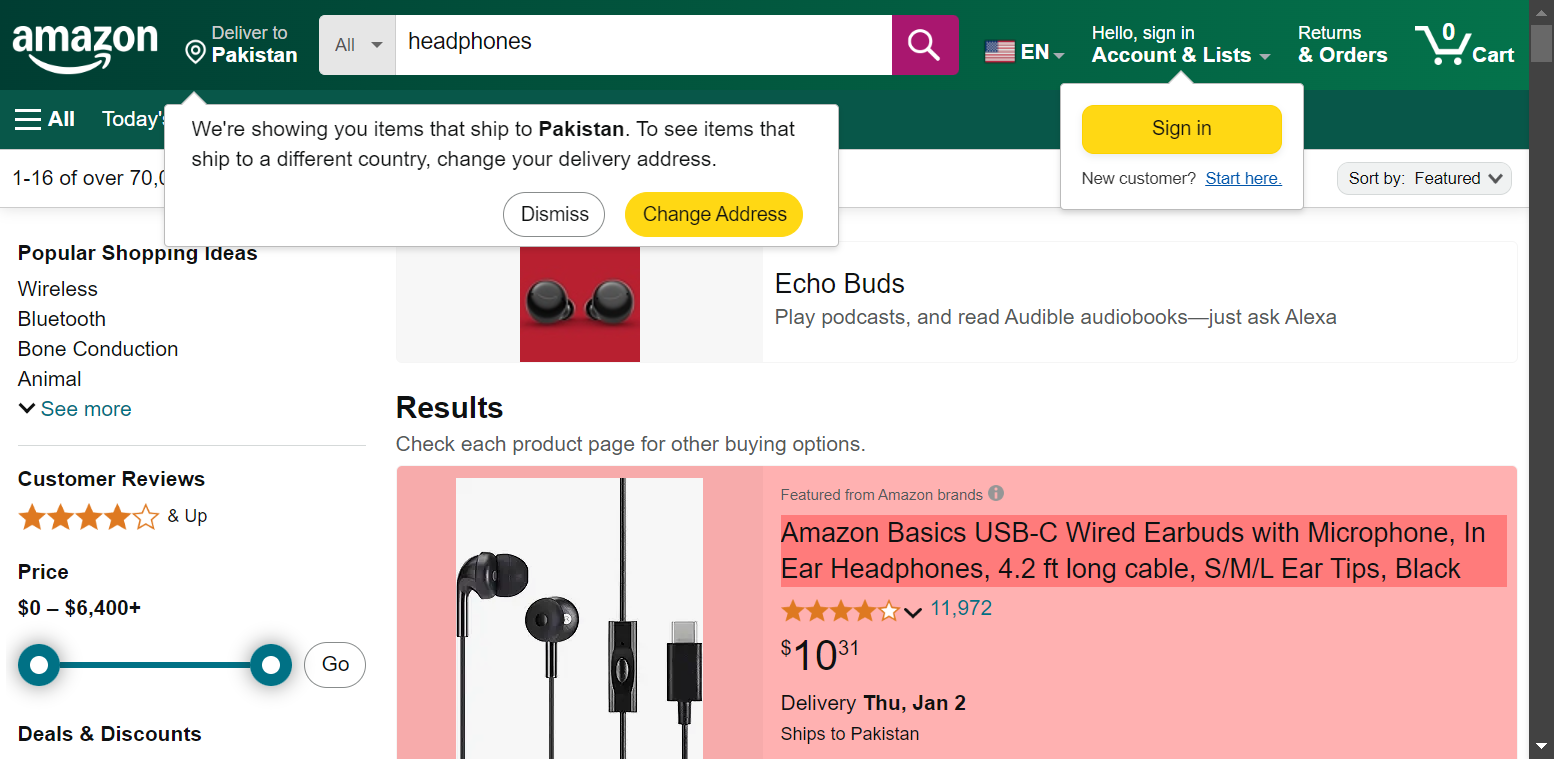 amazon
Deliver to
Pakistan
All
headphones
EN
Hello, sign in
Account & Lists
Returns
& Orders
0
Cart
All
Today's
We're showing you items that ship to Pakistan. To see items that
ship to a different country, change your delivery address.
Dismiss
Change Address
Sign in
New customer? Start here.
1-16 of over 70,0
Sort by: Featured
Popular Shopping Ideas
Wireless
Bluetooth
Bone Conduction
Animal
See more
Customer Reviews
& Up
Price
$0 – $6,400+
Go
Deals & Discounts
Echo Buds
Play podcasts, and read Audible audiobooks—just ask Alexa
Results
Check each product page for other buying options.
Featured from Amazon brands
Amazon Basics USB-C Wired Earbuds with Microphone, In
Ear Headphones, 4.2 ft long cable, S/M/L Ear Tips, Black
11,972
$1031
Delivery Thu, Jan 2
Ships to Pakistan